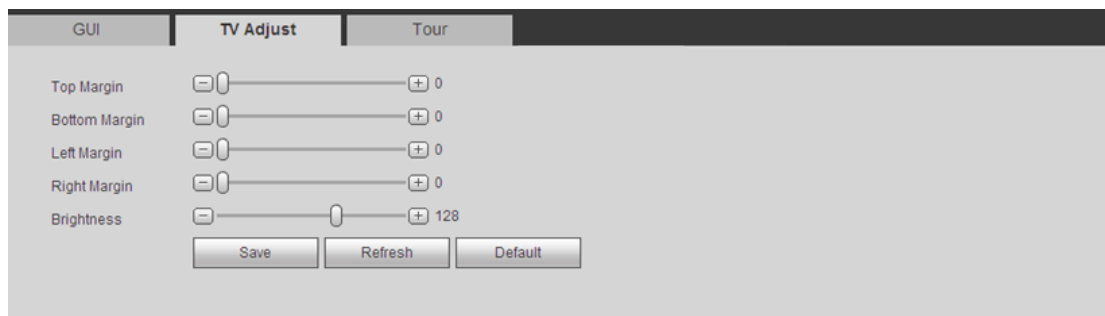 GUI TV Adjust Tour
Top Margin 0
Bottom Margin 0
Left Margin 0
Right Margin 0
Brightness 128
Save Refresh Default